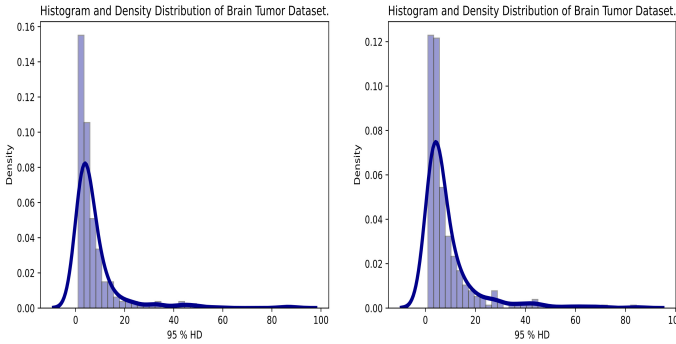 Histogram and Density Distribution of Brain Tumor Dataset.
0.16
0.14
0.12
0.10
0.08
0.06
0.04
0.02
0.00
Density
0 20 40 60 80 100
95 % HD
Histogram and Density Distribution of Brain Tumor Dataset.
0.12
0.10
0.08
0.06
0.04
0.02
0.00
Density
0 20 40 60 80 10
95 % HD